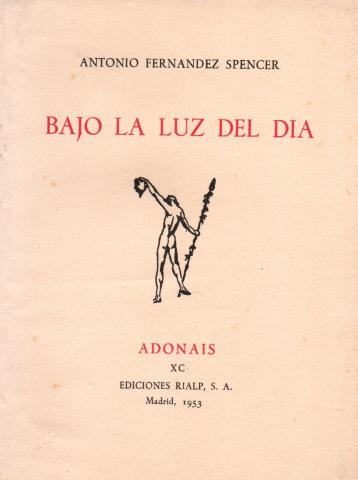 ANTONIO FERNANDEZ SPENCER
BAJO LA LUZ DEL DIA
ADONAIS
XC
EDICIONES RIALP, S. A.
Madrid, 1953